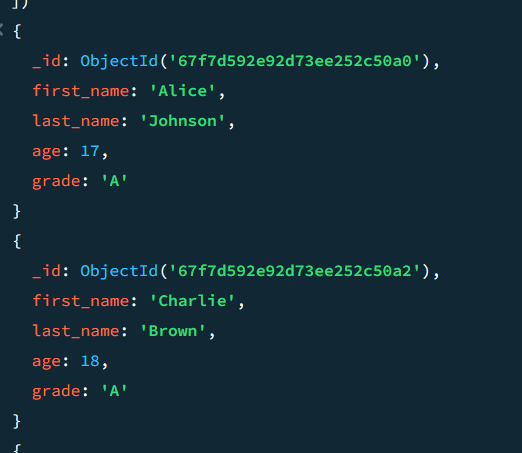 ])
{
_id: ObjectId('67f7d592e92d73ee252c50a0'),
first_name: 'Alice',
last_name: 'Johnson',
age: 17,
grade: 'A'
}
{
_id: ObjectId('67f7d592e92d73ee252c50a2'),
first_name: 'Charlie',
last_name: 'Brown',
age: 18,
grade: 'A'
}
{